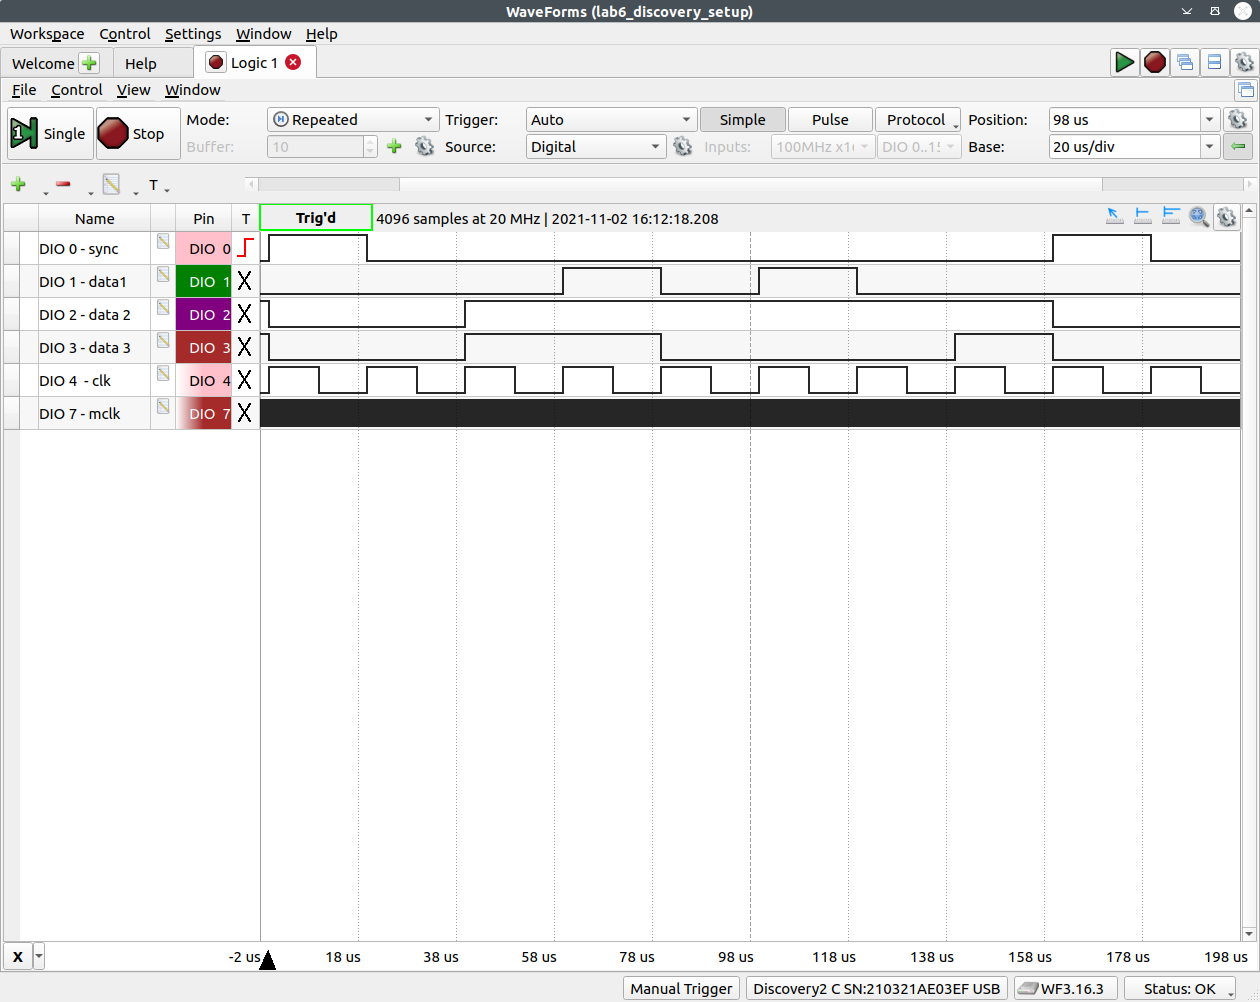 WaveForms (lab6_discovery_setup)
Workspace Control Settings Window Help
Welcome Help Logic 1
File Control View Window
Single Stop Mode: Repeated Trigger: Auto Simple Pulse Protocol Position: 98 us
Buffer: 10 Source: Digital Inputs: DIO 0..15 Base: 20 us/div
T
Name Pin T Trig'd 4096 samples at 20 MHz | 2021-11-02 16:12:18.208
DIO 0 - sync DIO 0
DIO 1 - data1 DIO 1 X
DIO 2 - data 2 DIO 2 X
DIO 3 - data 3 DIO 3 X
DIO 4 - clk DIO 4 X
DIO 7 - mclk DIO 7 X
X -2 us 18 us 38 us 58 us 78 us 98 us 118 us 138 us 158 us 178 us 198 us
Manual Trigger Discovery2 C SN:210321AE03EF USB WF3.16.3 Status: OK